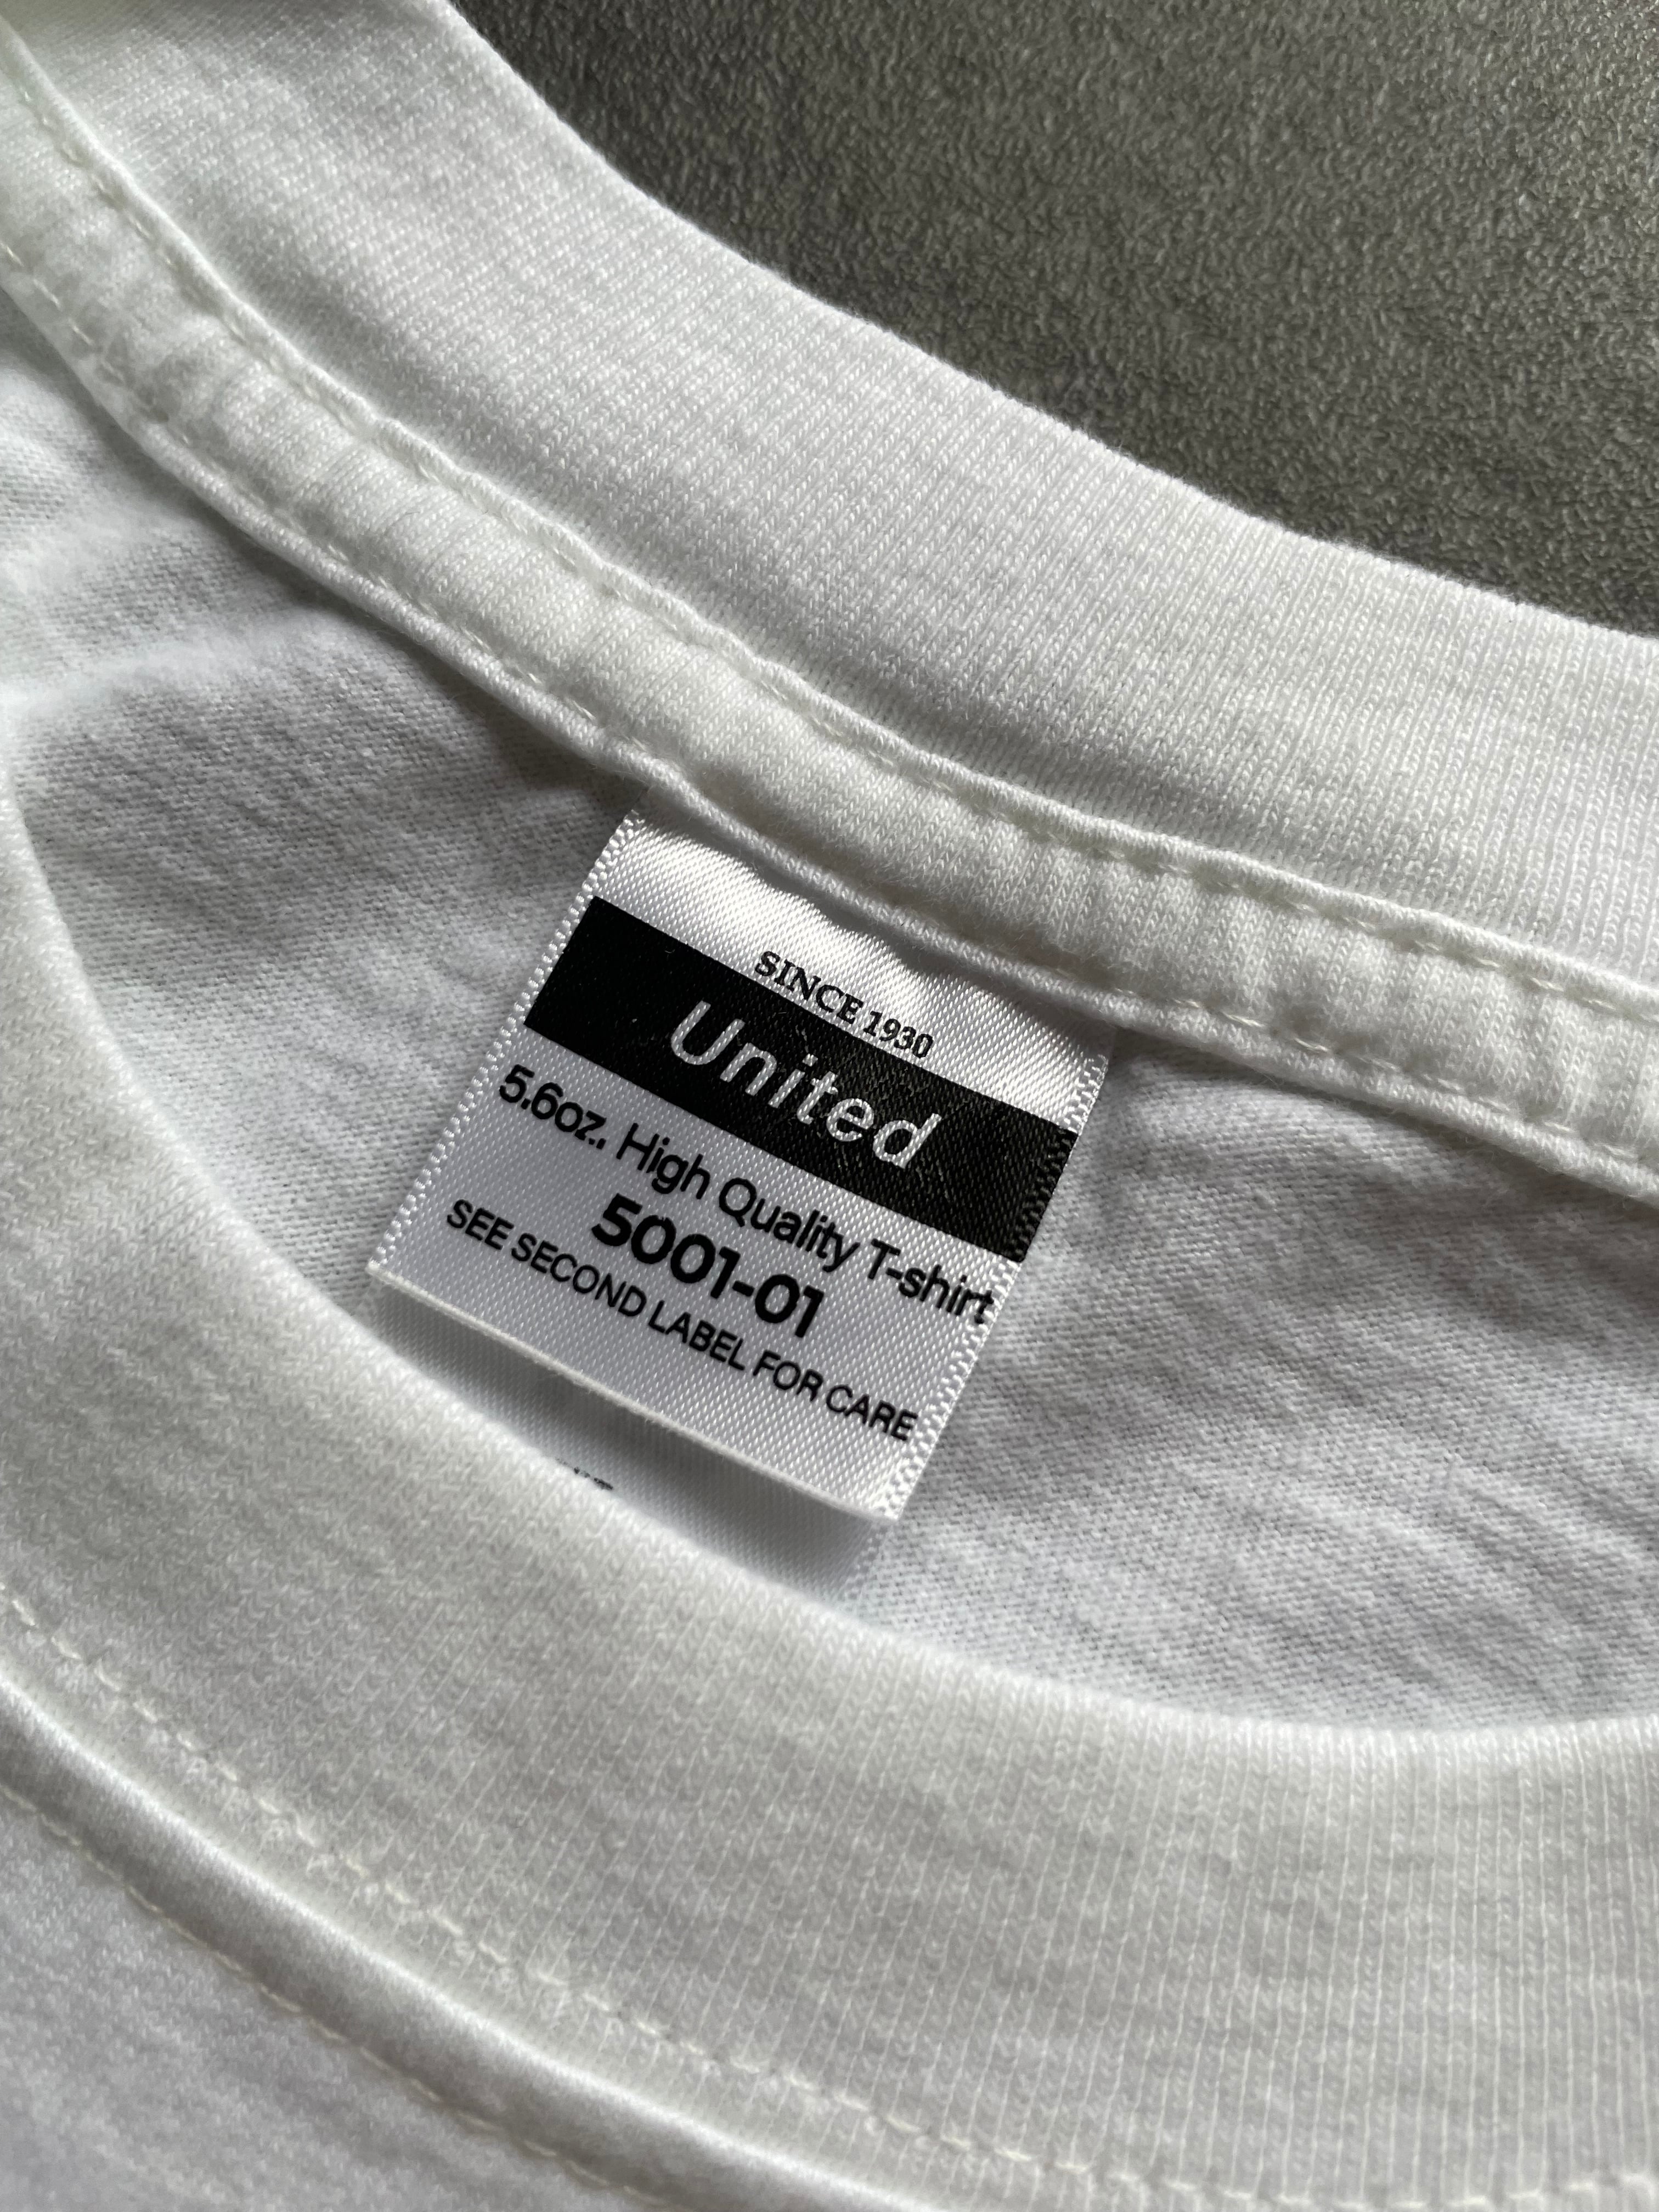 SINCE 1930
United
5.6oz. High Quality T-shirt
5001-01
SEE SECOND LABEL FOR CARE